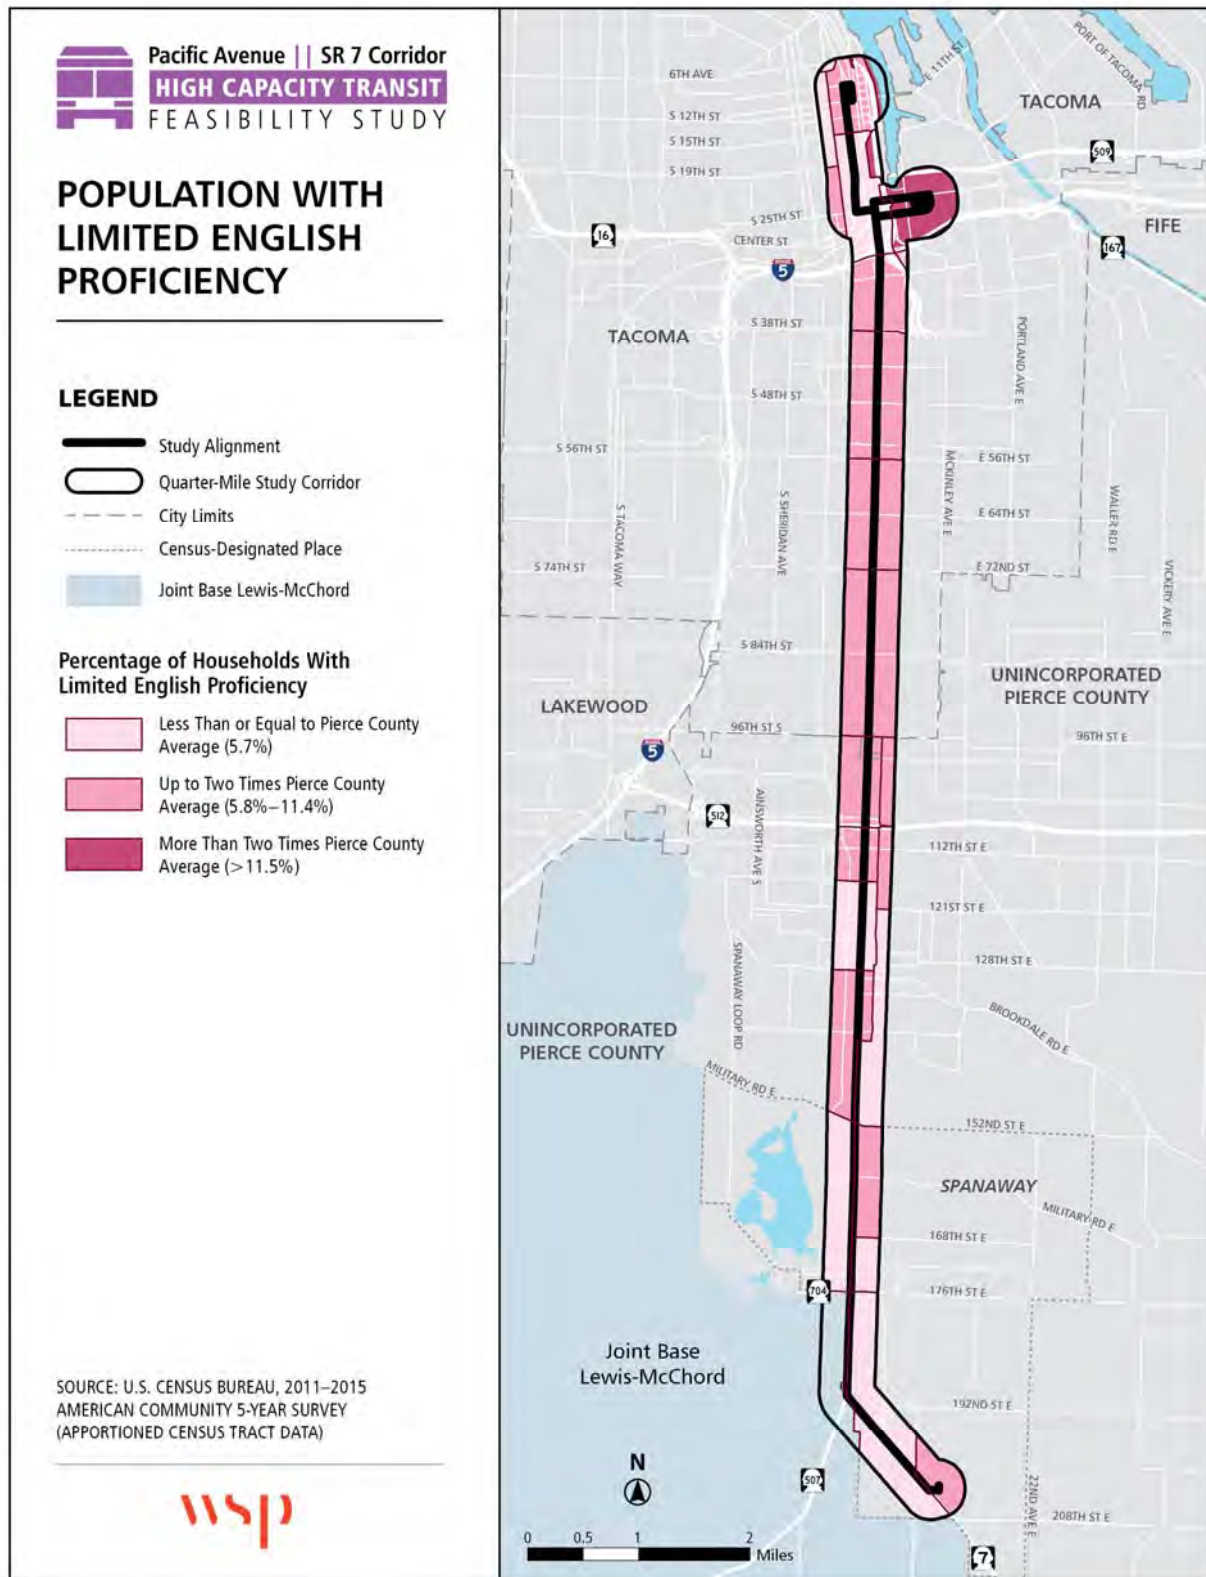 Pacific Avenue || SR 7 Corridor
HIGH CAPACITY TRANSIT
FEASIBILITY STUDY
POPULATION WITH
LIMITED ENGLISH
PROFICIENCY
LEGEND
Study Alignment
Quarter-Mile Study Corridor
City Limits
Census-Designated Place
Joint Base Lewis-McChord
Percentage of Households With
Limited English Proficiency
Less Than or Equal to Pierce County
Average (5.7%)
Up to Two Times Pierce County
Average (5.8%–11.4%)
More Than Two Times Pierce County
Average (>11.5%)
SOURCE: U.S. CENSUS BUREAU, 2011–2015
AMERICAN COMMUNITY 5-YEAR SURVEY
(APPORTIONED CENSUS TRACT DATA)
wsp
6TH AVE
E 11TH ST
PORT OF TACOMA RD
TACOMA
S 12TH ST
S 15TH ST
509
S 19TH ST
S 25TH ST
FIFE
16
CENTER ST
167
5
S 38TH ST
TACOMA
PORTLAND AVE E
S 48TH ST
S 56TH ST
E 56TH ST
MCKINLEY AVE E
S TACOMA WAY
S SHERIDAN AVE
WALLER RD E
E 64TH ST
S 74TH ST
E 72ND ST
VICKERY AVE E
S 84TH ST
UNINCORPORATED
PIERCE COUNTY
LAKEWOOD
96TH ST S
96TH ST E
5
512
AINSWORTH AVE S
112TH ST E
121ST ST E
SPANAWAY LOOP RD
128TH ST E
BROOKDALE RD E
UNINCORPORATED
PIERCE COUNTY
MILITARY RD E
152ND ST E
SPANAWAY
MILITARY RD E
168TH ST E
704
176TH ST E
Joint Base
Lewis-McChord
192ND ST E
N
507
22ND AVE E
208TH ST E
0 0.5 1 2
Miles
7